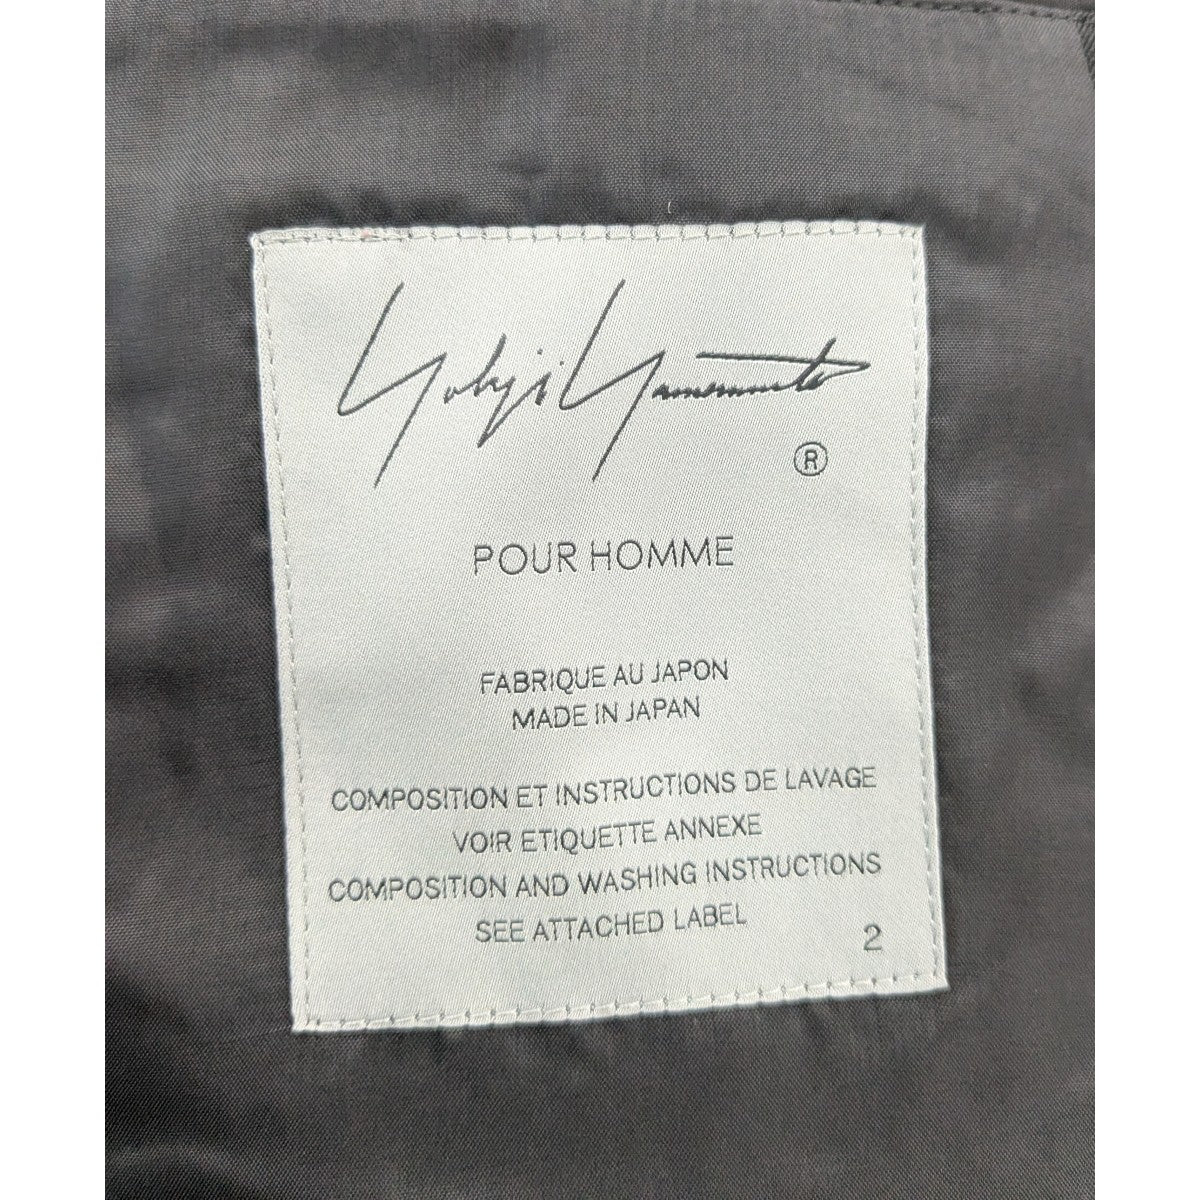 Yohji Yamamoto
®
POUR HOMME
FABRIQUE AU JAPON
MADE IN JAPAN
COMPOSITION ET INSTRUCTIONS DE LAVAGE
VOIR ETIQUETTE ANNEXE
COMPOSITION AND WASHING INSTRUCTIONS
SEE ATTACHED LABEL
2